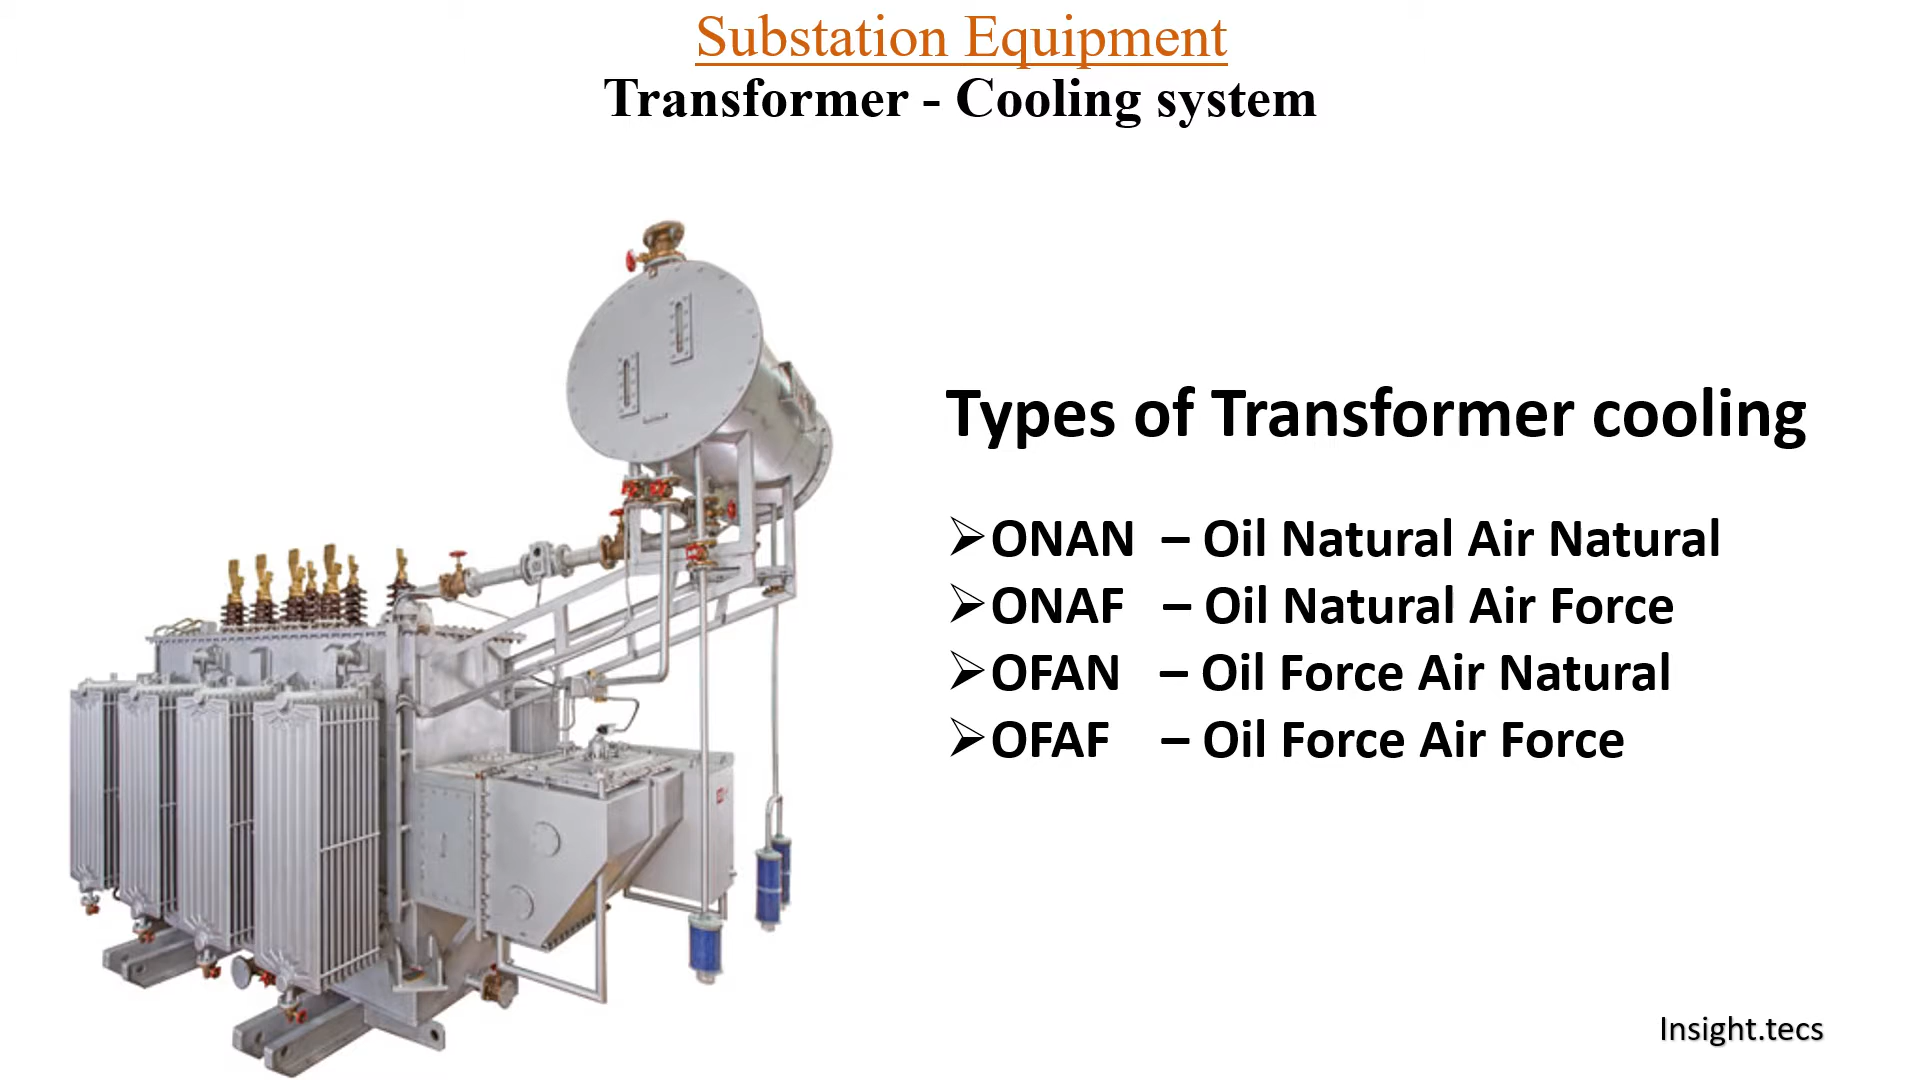 Substation Equipment
Transformer - Cooling system
Types of Transformer cooling
➢ONAN – Oil Natural Air Natural
➢ONAF – Oil Natural Air Force
➢OFAN – Oil Force Air Natural
➢OFAF – Oil Force Air Force
Insight.tecs